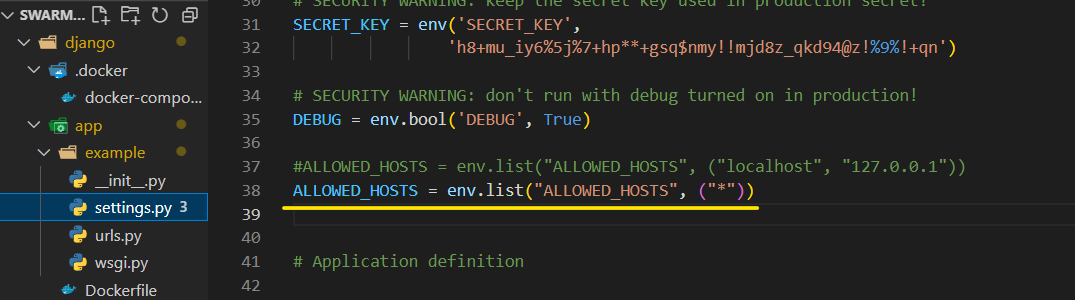 SWARM...
django
.docker
docker-compo...
app
example
__init__.py
settings.py 3
urls.py
wsgi.py
Dockerfile
30 # SECURITY WARNING: keep the secret key used in production secret!
31 SECRET_KEY = env('SECRET_KEY',
32 'h8+mu_iy6%5j%7+hp**+gsq$nmy!!mjd8z_qkd94@z!%9%!+qn')
33
34 # SECURITY WARNING: don't run with debug turned on in production!
35 DEBUG = env.bool('DEBUG', True)
36
37 #ALLOWED_HOSTS = env.list("ALLOWED_HOSTS", ("localhost", "127.0.0.1"))
38 ALLOWED_HOSTS = env.list("ALLOWED_HOSTS", ("*"))
39
40
41 # Application definition
42